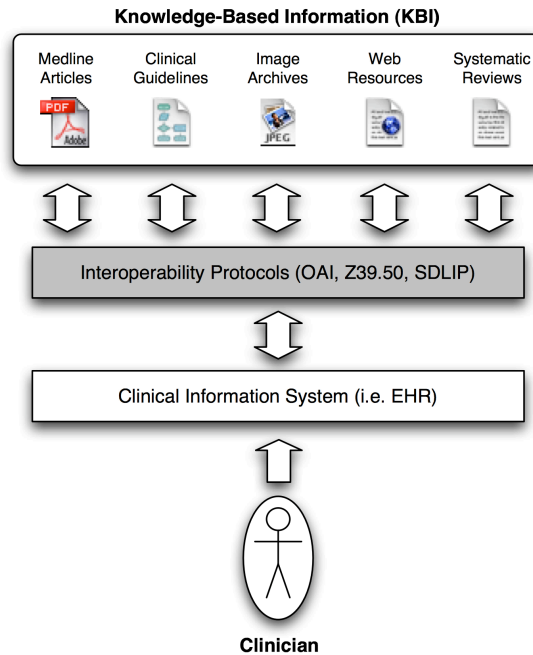 Knowledge-Based Information (KBI)
Medline Articles
Clinical Guidelines
Image Archives
Web Resources
Systematic Reviews
PDF
Adobe
JPEG
Interoperability Protocols (OAI, Z39.50, SDLIP)
Clinical Information System (i.e. EHR)
Clinician